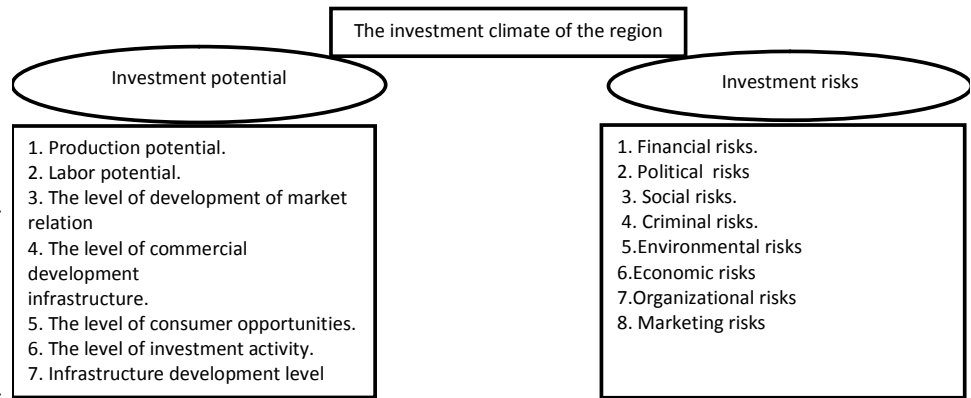 The investment climate of the region
Investment potential
1. Production potential.
2. Labor potential.
3. The level of development of market
relation
4. The level of commercial
development
infrastructure.
5. The level of consumer opportunities.
6. The level of investment activity.
7. Infrastructure development level
Investment risks
1. Financial risks.
2. Political risks
3. Social risks.
4. Criminal risks.
5.Environmental risks
6.Economic risks
7.Organizational risks
8. Marketing risks